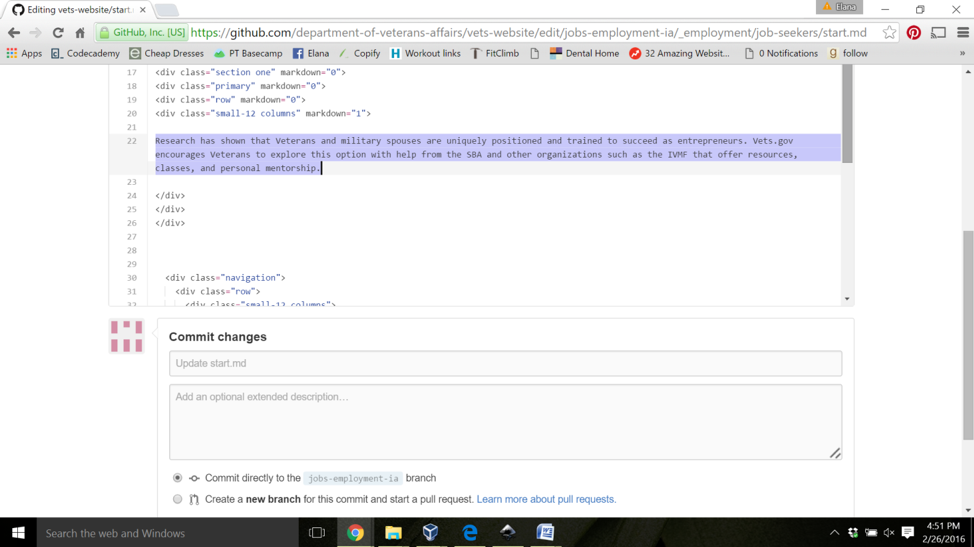 Editing vets-website/start.m
Elana
GitHub, Inc. [US] https://github.com/department-of-veterans-affairs/vets-website/edit/jobs-employment-ia/_employment/job-seekers/start.md
Apps Codecademy Cheap Dresses PT Basecamp Elana Copify Workout links FitClimb Dental Home 32 Amazing Websit... 0 Notifications follow »
17 <div class="section one" markdown="0">
18 <div class="primary" markdown="0">
19 <div class="row" markdown="0">
20 <div class="small-12 columns" markdown="1">
21
22 Research has shown that Veterans and military spouses are uniquely positioned and trained to succeed as entrepreneurs. Vets.gov
encourages Veterans to explore this option with help from the SBA and other organizations such as the IVMF that offer resources,
classes, and personal mentorship.
23
24 </div>
25 </div>
26 </div>
27
28
29
30 <div class="navigation">
31 <div class="row">
32 <div class="small-12 columns">
Commit changes
Update start.md
Add an optional extended description…
Commit directly to the jobs-employment-ia branch
Create a new branch for this commit and start a pull request. Learn more about pull requests.
Search the web and Windows
4:51 PM
2/26/2016